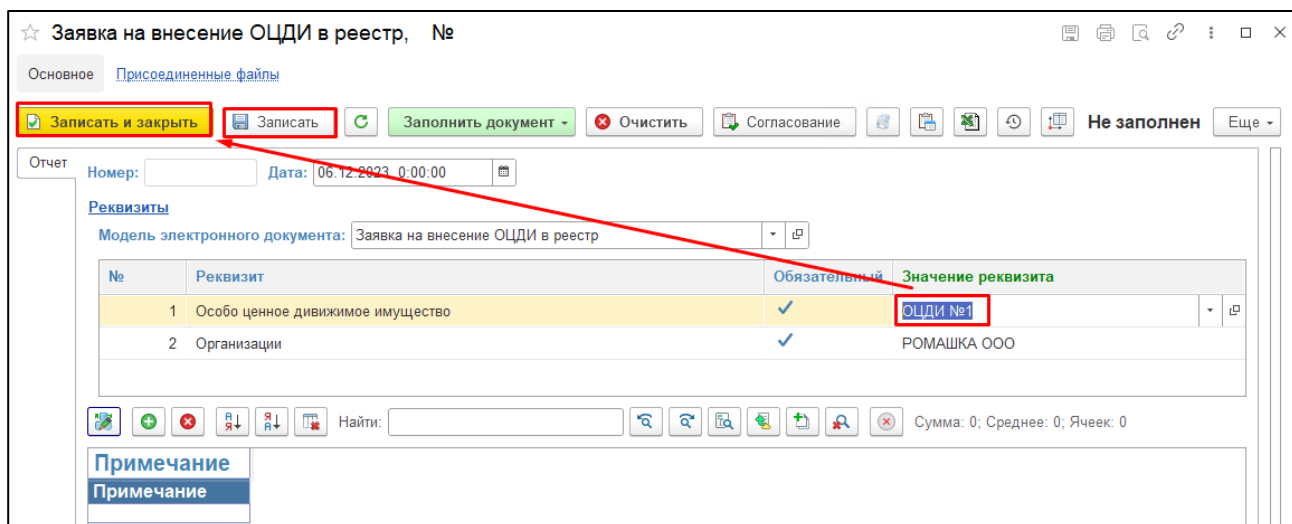 Заявка на внесение ОЦДИ в реестр, №
Основное Присоединенные файлы
Записать и закрыть Записать Заполнить документ Очистить Согласование Не заполнен Еще
Отчет
Номер: Дата: 06.12.2023 0:00:00
Реквизиты
Модель электронного документа: Заявка на внесение ОЦДИ в реестр
№ Реквизит Обязательный Значение реквизита
1 Особо ценное дивижимое имущество ОЦДИ №1
2 Организации РОМАШКА ООО
Найти: Сумма: 0; Среднее: 0; Ячеек: 0
Примечание
Примечание